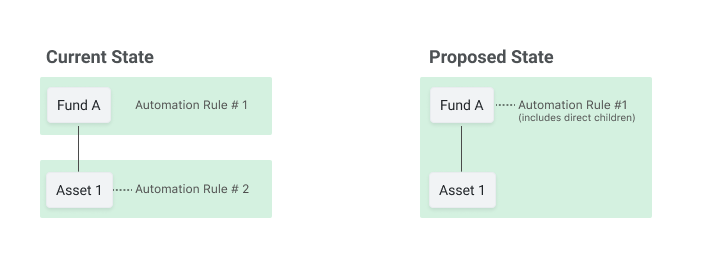 Current State
Fund A
Automation Rule # 1
Asset 1
Automation Rule # 2
Proposed State
Fund A
Automation Rule #1
(includes direct children)
Asset 1